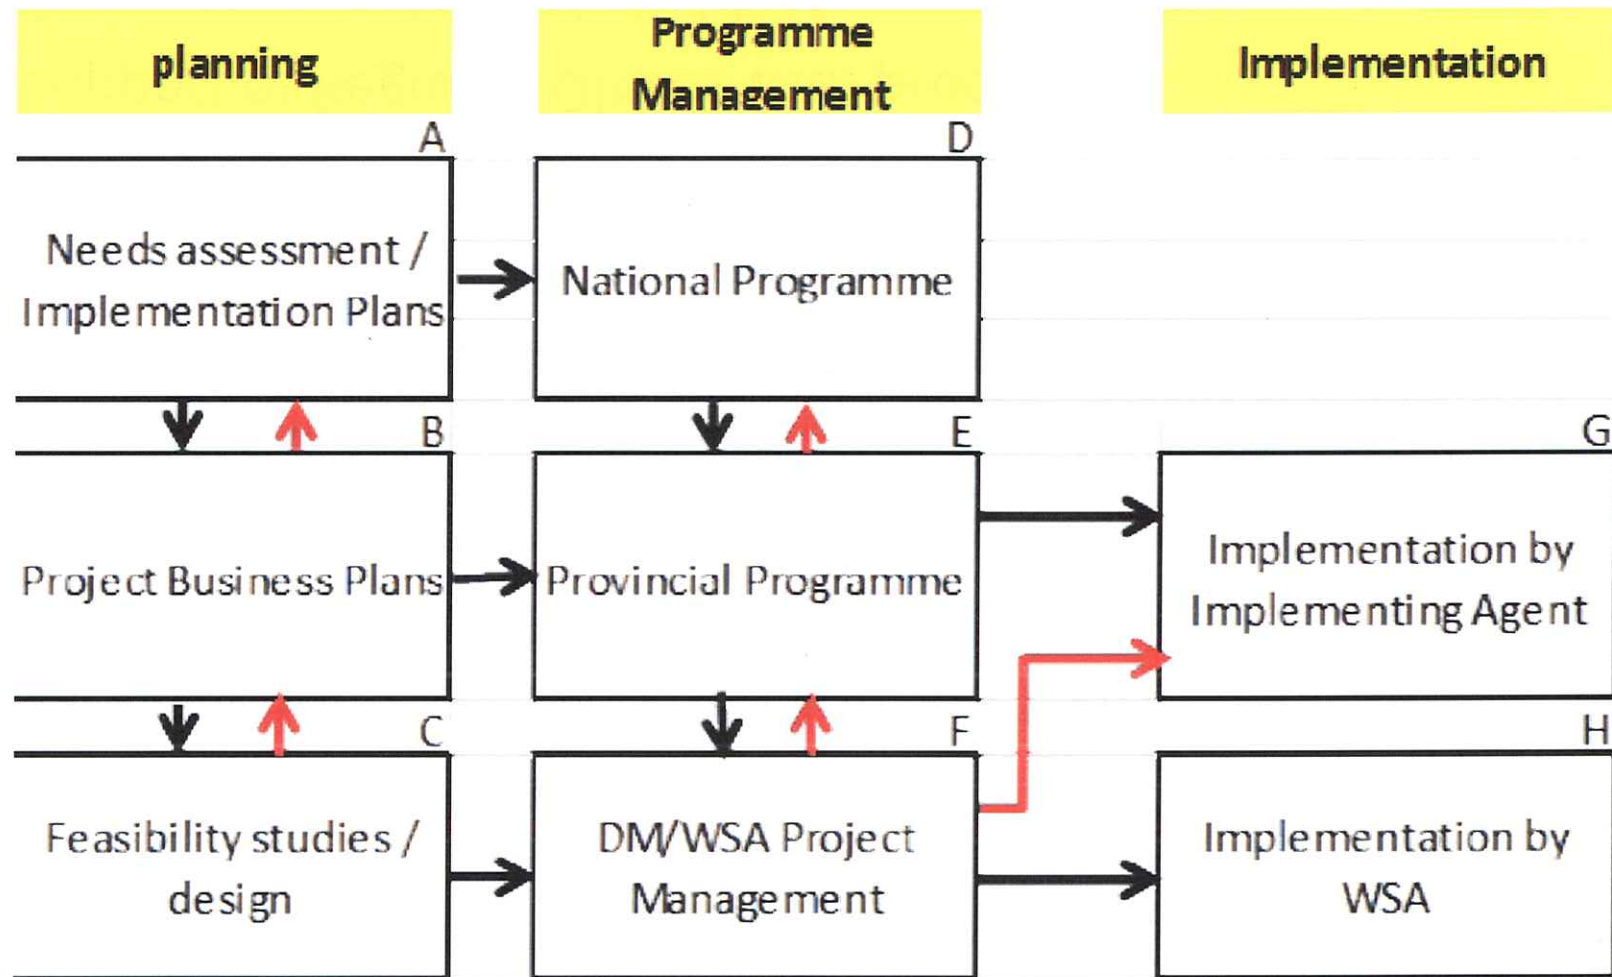 planning
Programme
Management
Implementation
A
D
Needs assessment /
Implementation Plans
National Programme
B
E
G
Project Business Plans
Provincial Programme
Implementation by
Implementing Agent
C
F
H
Feasibility studies /
design
DM/WSA Project
Management
Implementation by
WSA